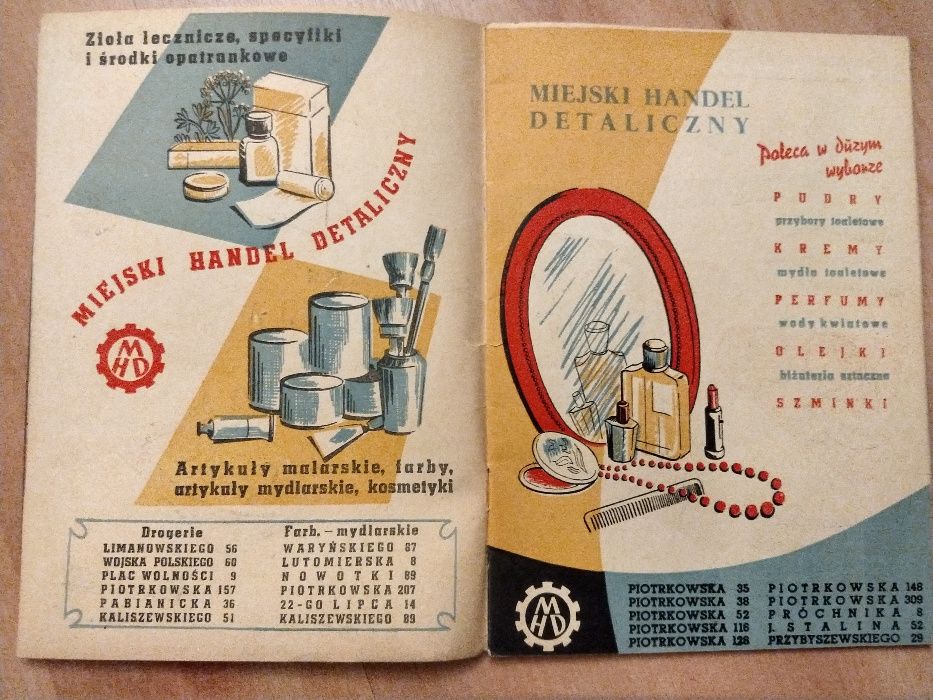 Zioła lecznicze, specyfiki
i środki opatrunkowe
MIEJSKI HANDEL DETALICZNY
MHD
Artykuły malarskie, farby,
artykuły mydlarskie, kosmetyki
Drogerie
LIMANOWSKIEGO 56
WOJSKA POLSKIEGO 60
PLAC WOLNOŚCI 9
PIOTRKOWSKA 157
PABIANICKA 36
KALISZEWSKIEGO 51
Farb. - mydlarskie
WARYŃSKIEGO 67
LUTOMIERSKA 8
NOWOTKI 89
PIOTRKOWSKA 207
22-GO LIPCA 14
KALISZEWSKIEGO 89
MIEJSKI HANDEL
DETALICZNY
Poleca w dużym
wyborze
PUDRY
przybory toaletowe
KREMY
mydła toaletowe
PERFUMY
wody kwiatowe
OLEJKI
biżuteria sztuczna
SZMINKI
MHD
PIOTRKOWSKA 35
PIOTRKOWSKA 38
PIOTRKOWSKA 52
PIOTRKOWSKA 116
PIOTRKOWSKA 128
PIOTRKOWSKA 148
PIOTRKOWSKA 309
PRÓCHNIKA 8
J. STALINA 52
PRZYBYSZEWSKIEGO 29